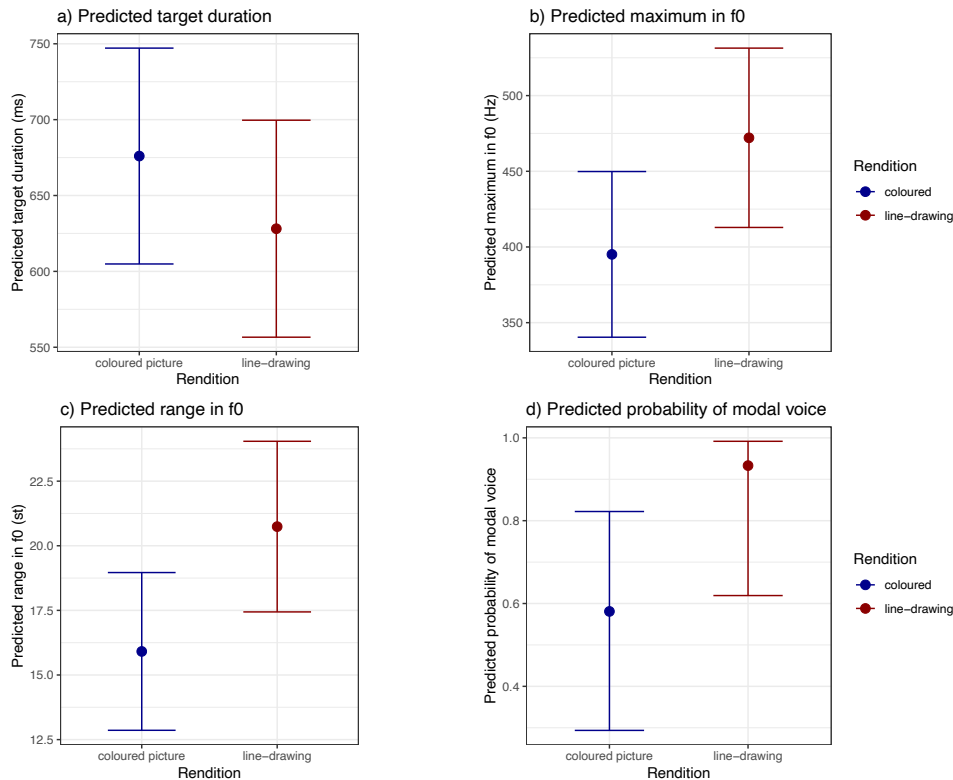 a) Predicted target duration
Predicted target duration (ms)
750
700
650
600
550
coloured picture
line−drawing
Rendition
b) Predicted maximum in f0
Predicted maximum in f0 (Hz)
500
450
400
350
coloured picture
line−drawing
Rendition
Rendition
coloured
line−drawing
c) Predicted range in f0
Predicted range in f0 (st)
22.5
20.0
17.5
15.0
12.5
coloured picture
line−drawing
Rendition
d) Predicted probability of modal voice
Predicted probability of modal voice
1.0
0.8
0.6
0.4
coloured picture
line−drawing
Rendition
Rendition
coloured
line−drawing